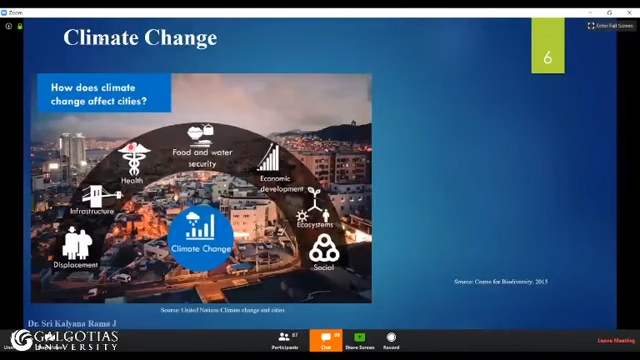 Zoom
Climate Change
Enter Full Screen
6
How does climate
change affect cities?
Food and water
security
Health
Economic
development
Infrastructure
Ecosystems
Climate Change
Displacement
Social
Source: Centre for Biodiversity, 2015
Source: United Nations Climate change and cities
Dr. Sri Kalyana Rama J
GALGOTIAS
UNIVERSITY
87
Participants
Chat
Share Screen
Record
Leave Meeting